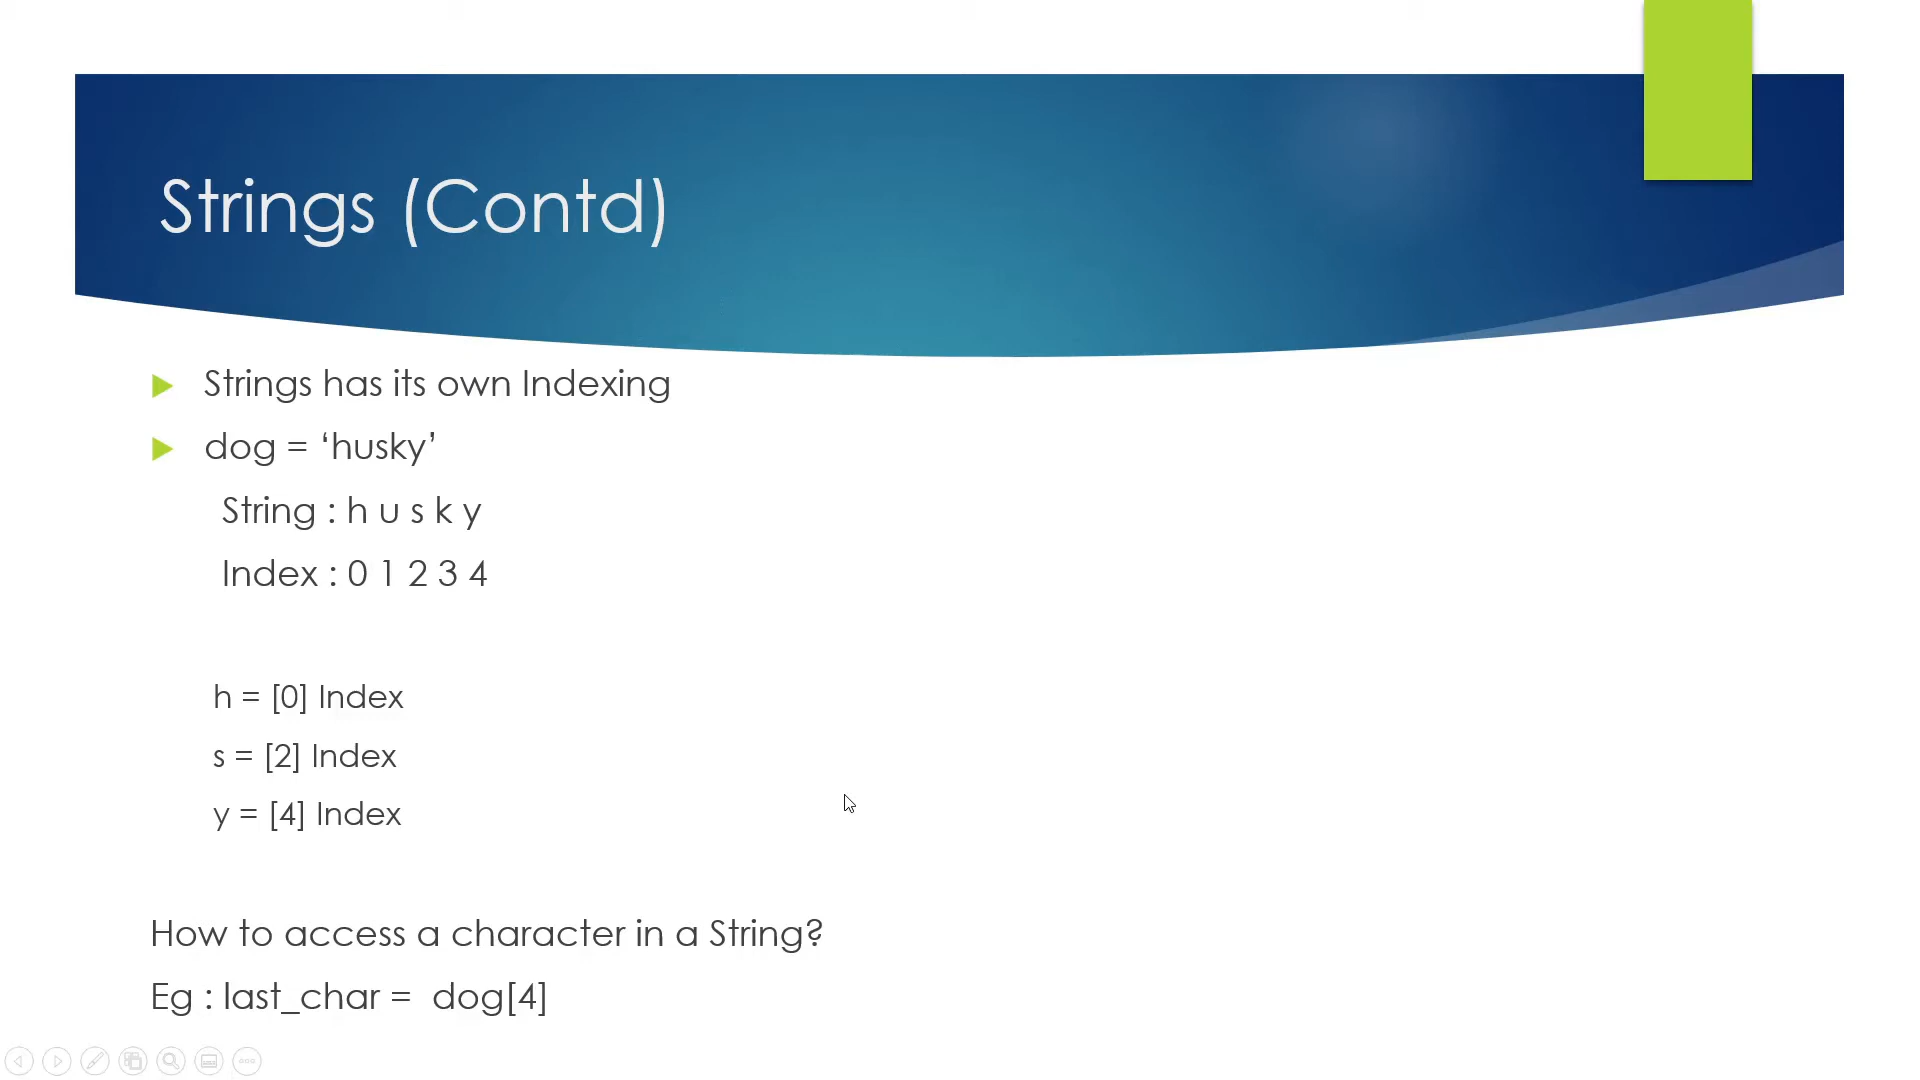 Strings (Contd)
Strings has its own Indexing
dog = ‘husky’
String : h u s k y
Index : 0 1 2 3 4
h = [0] Index
s = [2] Index
y = [4] Index
How to access a character in a String?
Eg : last_char =  dog[4]